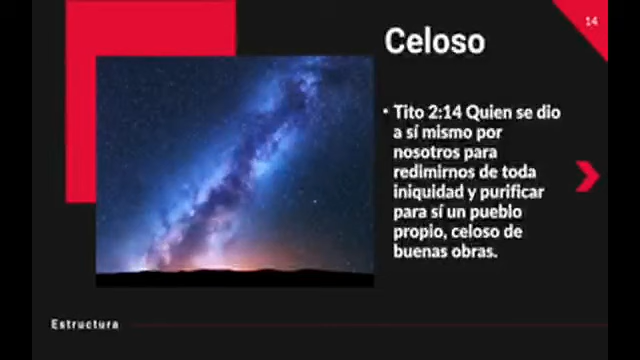 14
Celoso
• Tito 2:14 Quien se dio
a sí mismo por
nosotros para
redimirnos de toda
iniquidad y purificar
para sí un pueblo
propio, celoso de
buenas obras.
Estructura